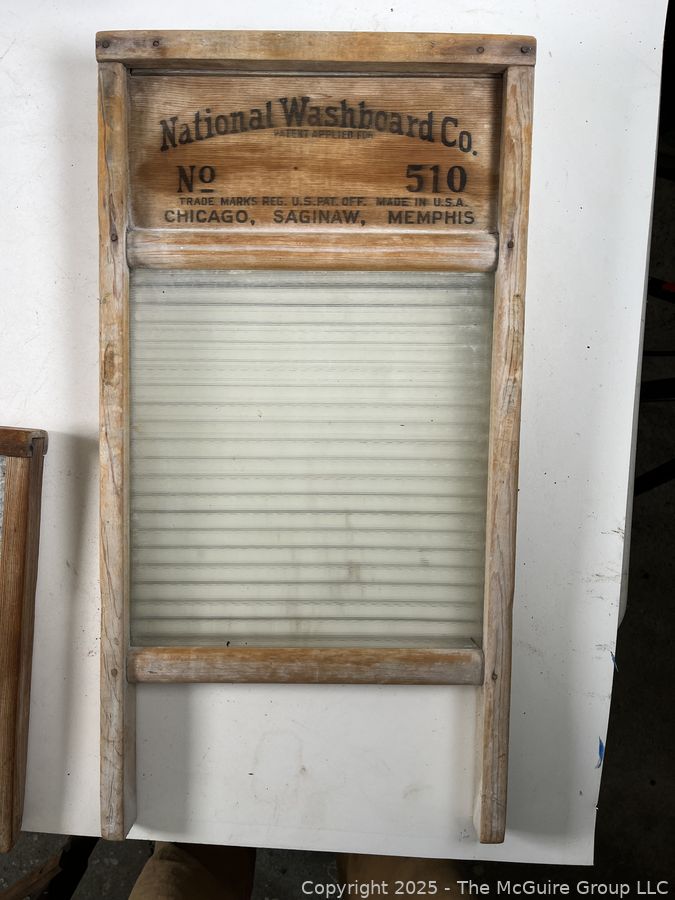 National Washboard Co.
PATENT APPLIED FOR
No 510
TRADE MARKS REG. U.S. PAT. OFF. MADE IN U.S.A.
CHICAGO, SAGINAW, MEMPHIS
Copyright 2025 - The McGuire Group LLC